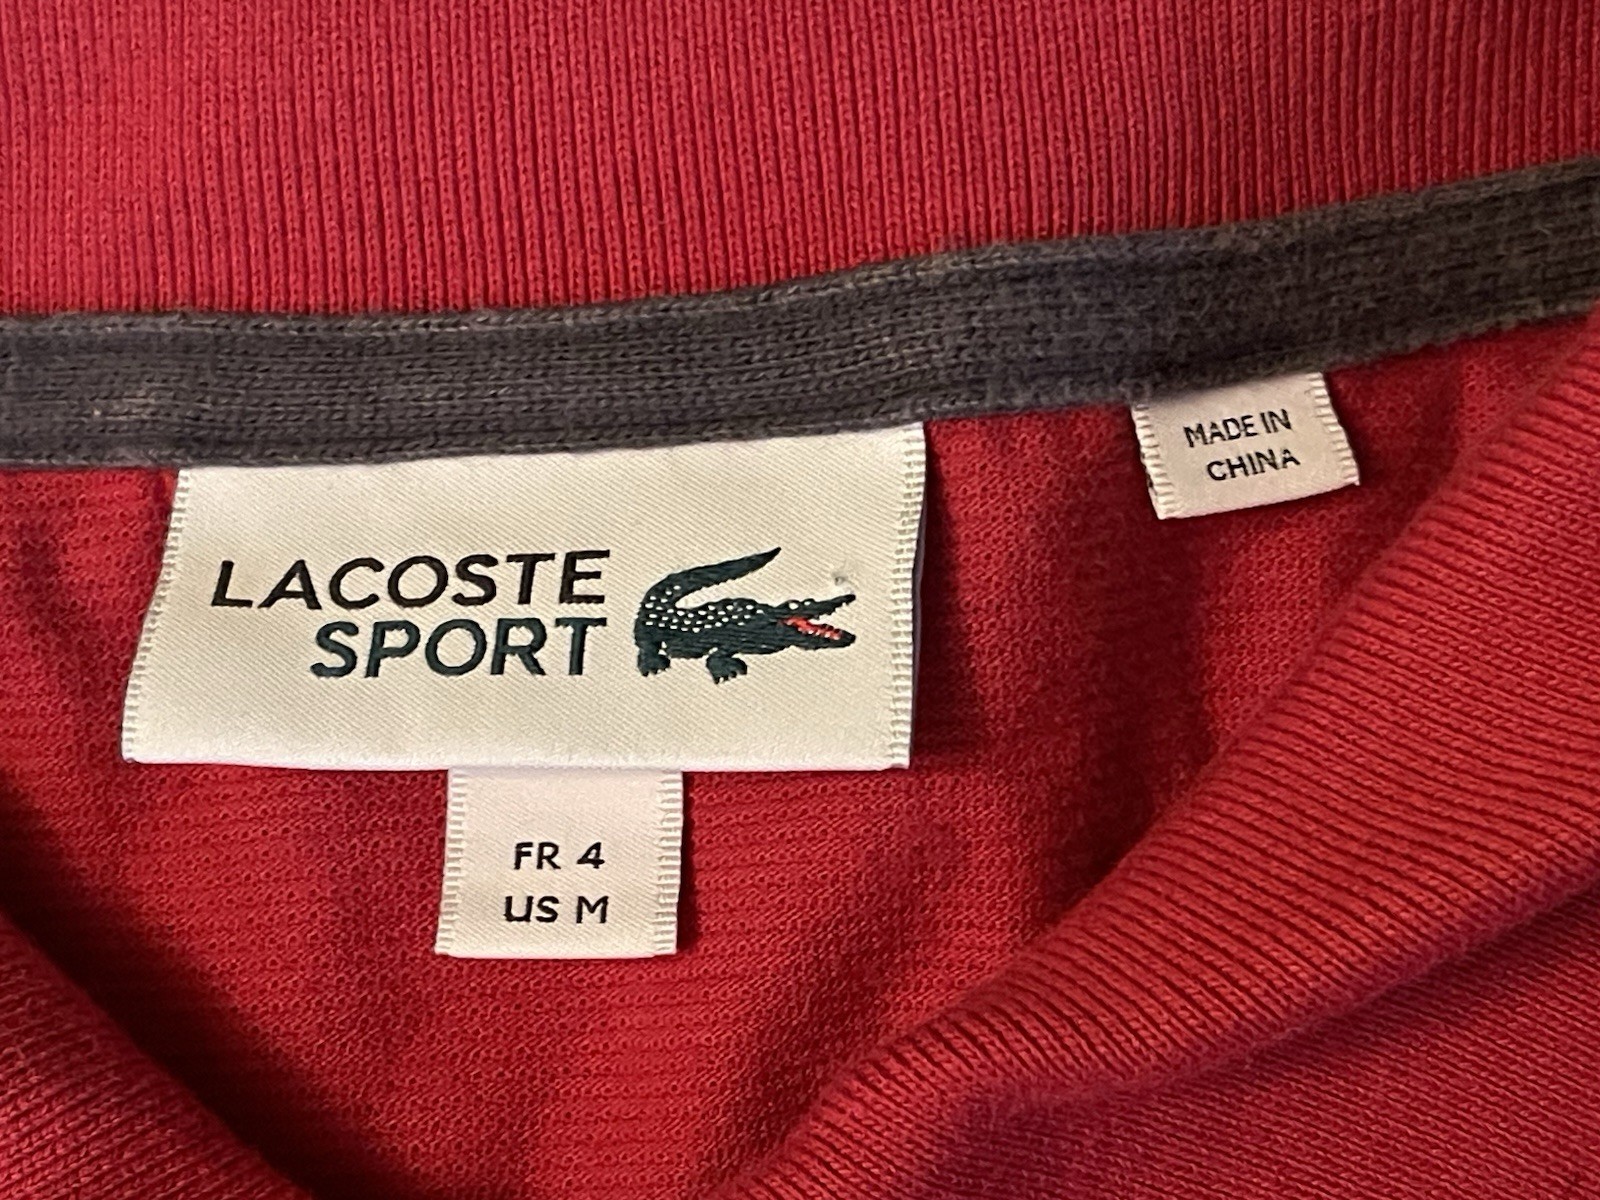 LACOSTE
SPORT
FR 4
US M
MADE IN
CHINA